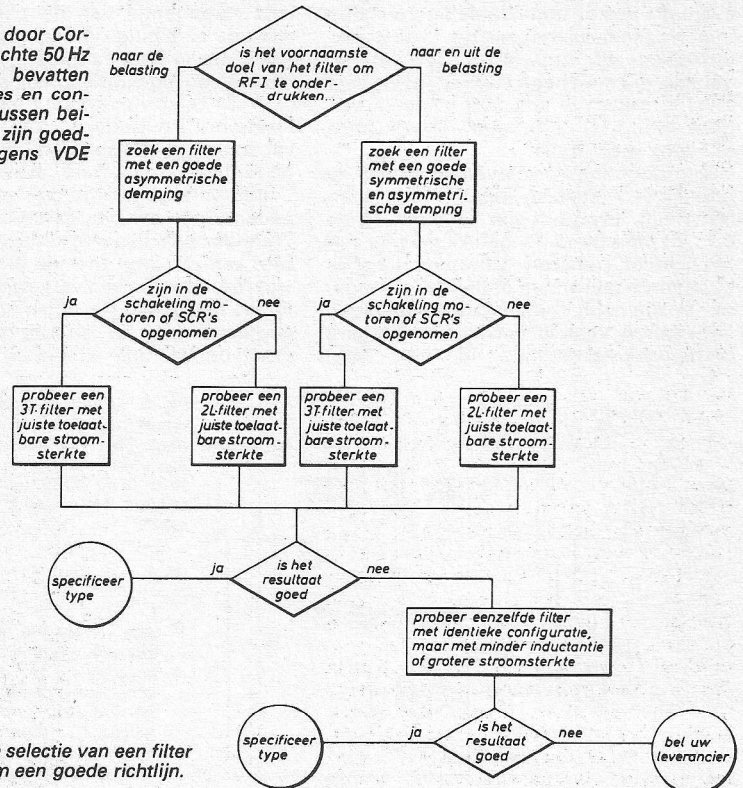 door Cor-
chte 50 Hz
bevatten
es en con-
ussen bei-
zijn goed-
gens VDE
naar de
belasting
is het voornaamste
doel van het filter om
RFI te onder-
drukken...
naar en uit de
belasting
zoek een filter
met een goede
asymmetrische
demping
zoek een filter
met een goede
symmetrische
en asymmetri-
sche demping
ja
zijn in de
schakeling mo-
toren of SCR's
opgenomen
nee
ja
zijn in de
schakeling mo-
toren of SCR's
opgenomen
nee
probeer een
3T-filter met
juiste toelaat-
bare stroom-
sterkte
probeer een
2L-filter met
juiste toelaat-
bare stroom-
sterkte
probeer een
3T-filter met
juiste toelaat-
bare stroom-
sterkte
probeer een
2L-filter met
juiste toelaat-
bare stroom-
sterkte
specificeer
type
ja
is het
resultaat
goed
nee
probeer eenzelfde filter
met identieke configuratie,
maar met minder inductantie
of grotere stroomsterkte
specificeer
type
ja
is het
resultaat
goed
nee
bel uw
leverancier
selectie van een filter
m een goede richtlijn.